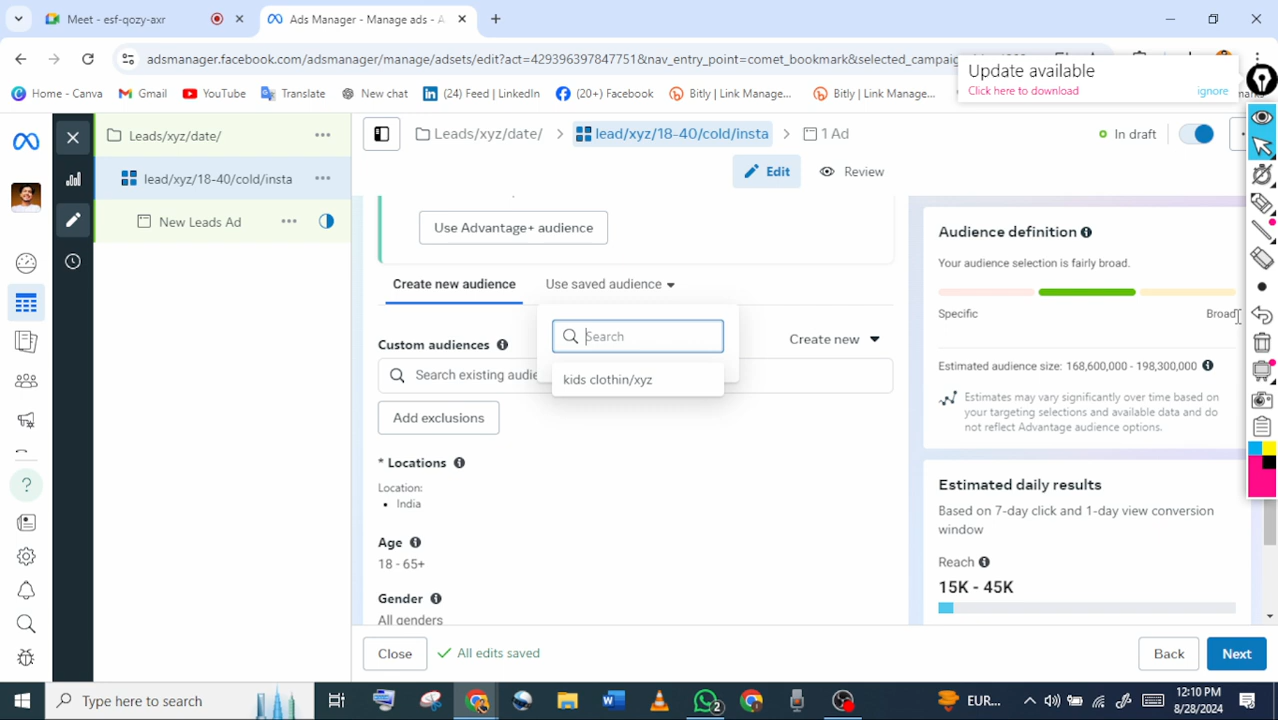 Meet - esf-qozy-axr
Ads Manager - Manage ads - A
adsmanager.facebook.com/adsmanager/manage/adsets/edit?act=429396397847751&nav_entry_point=comet_bookmark&selected_campaig
Update available
Click here to download
ignore
Home - Canva
Gmail
YouTube
Translate
New chat
(24) Feed | LinkedIn
(20+) Facebook
Bitly | Link Manage...
Bitly | Link Manage...
Leads/xyz/date/
lead/xyz/18-40/cold/insta
New Leads Ad
Leads/xyz/date/
lead/xyz/18-40/cold/insta
1 Ad
In draft
Edit
Review
Use Advantage+ audience
Create new audience
Use saved audience
Search
kids clothin/xyz
Custom audiences
Create new
Search existing audie
Add exclusions
* Locations
Location:
• India
Age
18 - 65+
Gender
All genders
Audience definition
Your audience selection is fairly broad.
Specific
Broad
Estimated audience size: 168,600,000 - 198,300,000
Estimates may vary significantly over time based on
your targeting selections and available data and do
not reflect Advantage audience options.
Estimated daily results
Based on 7-day click and 1-day view conversion
window
Reach
15K - 45K
Close
All edits saved
Back
Next
Type here to search
2
EUR...
12:10 PM
8/28/2024